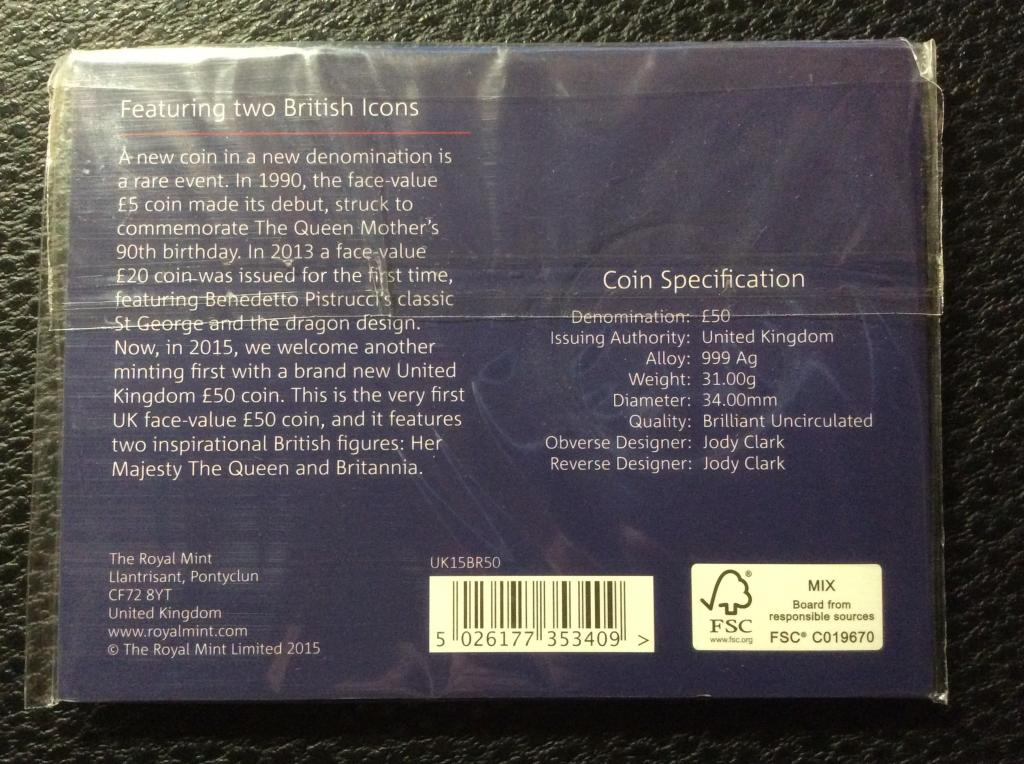 Featuring two British Icons
A new coin in a new denomination is
a rare event. In 1990, the face-value
£5 coin made its debut, struck to
commemorate The Queen Mother's
90th birthday. In 2013 a face-value
£20 coin was issued for the first time,
featuring Benedetto Pistrucci's classic
St George and the dragon design.
Now, in 2015, we welcome another
minting first with a brand new United
Kingdom £50 coin. This is the very first
UK face-value £50 coin, and it features
two inspirational British figures: Her
Majesty The Queen and Britannia.
Coin Specification
Denomination: £50
Issuing Authority: United Kingdom
Alloy: 999 Ag
Weight: 31.00g
Diameter: 34.00mm
Quality: Brilliant Uncirculated
Obverse Designer: Jody Clark
Reverse Designer: Jody Clark
The Royal Mint
Llantrisant, Pontyclun
CF72 8YT
United Kingdom
www.royalmint.com
© The Royal Mint Limited 2015
UK15BR50
5 026177 353409 >
FSC
www.fsc.org
MIX
Board from
responsible sources
FSC® C019670